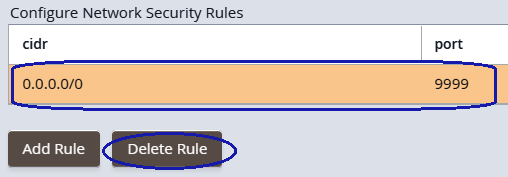 Configure Network Security Rules
cidr port
0.0.0.0/0 9999
Add Rule Delete Rule